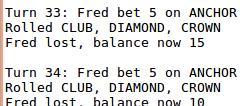 Turn 33: Fred bet 5 on ANCHOR
Rolled CLUB, DIAMOND, CROWN
Fred lost, balance now 15

Turn 34: Fred bet 5 on ANCHOR
Rolled CLUB, DIAMOND, CROWN
Fred lost, balance now 10